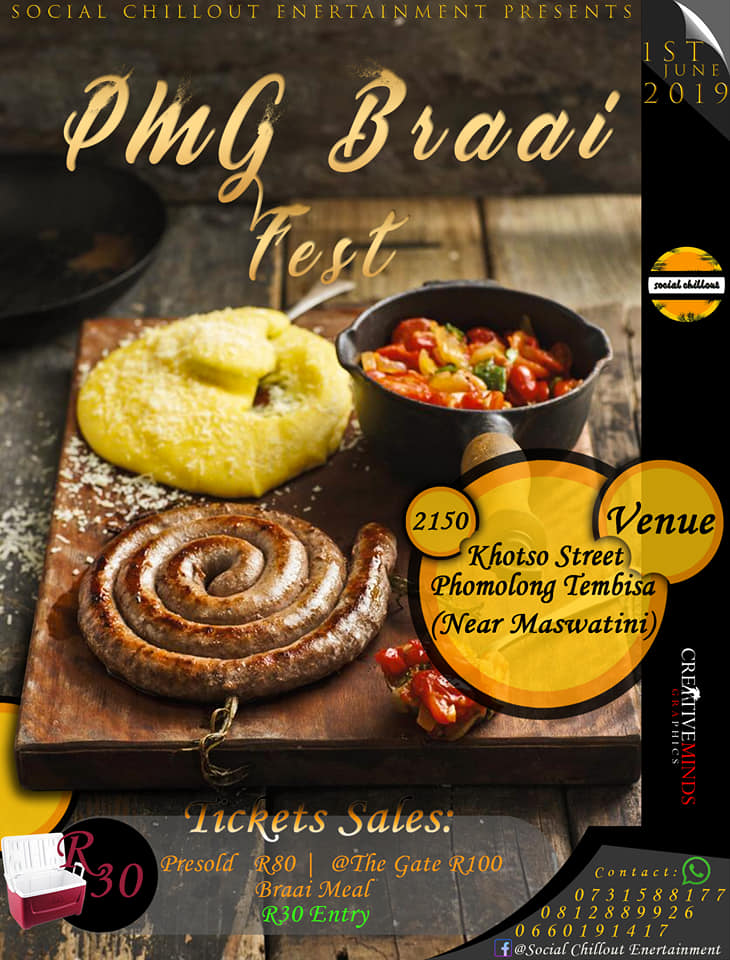 SOCIAL CHILLOUT ENERTAINMENT PRESENTS
1ST
JUNE
2019
PMG Braai
Fest
social chillout
2150
Venue
Khotso Street
Phomolong Tembisa
(Near Maswatini)
CREATIVEMINDS
GRAPHICS
Tickets Sales:
R30
Presold R80 | @The Gate R100
Braai Meal
R30 Entry
Contact:
0731588177
0812889926
0660191417
f @Social Chillout Enertainment